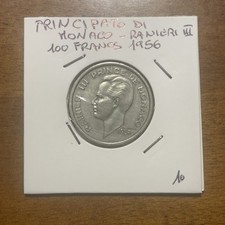 PRINCIPATO DI
MONACO - RANIERI III
100 FRANCS 1956
RAINIER III PRINCE DE MONACO
10